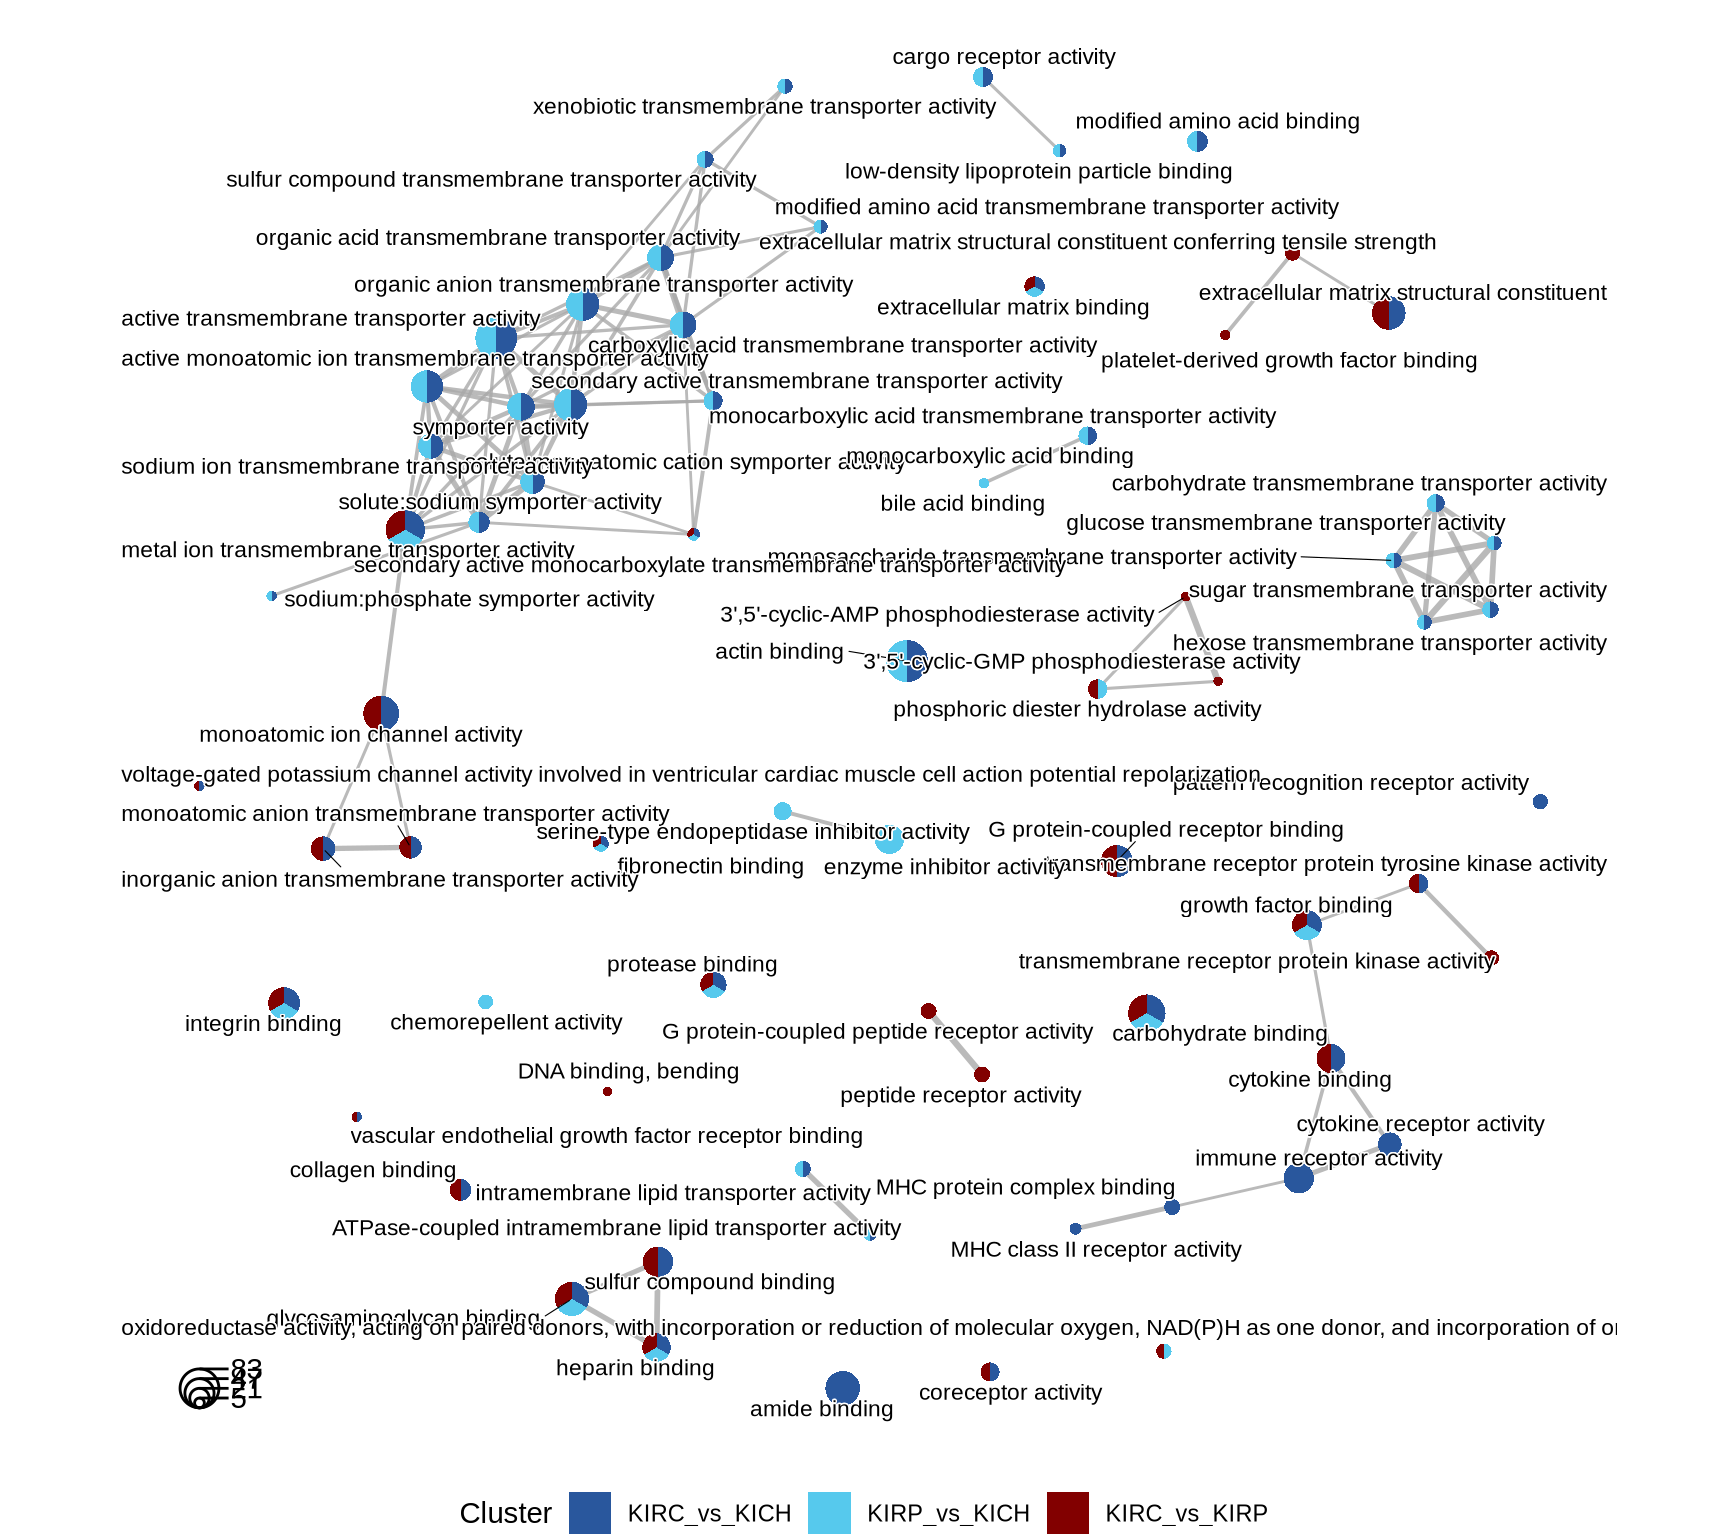 cargo receptor activity
xenobiotic transmembrane transporter activity
modified amino acid binding
low-density lipoprotein particle binding
sulfur compound transmembrane transporter activity
modified amino acid transmembrane transporter activity
organic acid transmembrane transporter activity
extracellular matrix structural constituent conferring tensile strength
organic anion transmembrane transporter activity
extracellular matrix structural constituent
extracellular matrix binding
active transmembrane transporter activity
carboxylic acid transmembrane transporter activity
active monoatomic ion transmembrane transporter activity
platelet-derived growth factor binding
secondary active transmembrane transporter activity
monocarboxylic acid transmembrane transporter activity
symporter activity
monocarboxylic acid binding
cation symporter activity
sodium ion transmembrane transporter activity
carbohydrate transmembrane transporter activity
solute:sodium symporter activity
bile acid binding
glucose transmembrane transporter activity
metal ion transmembrane transporter activity
monosaccharide transmembrane transporter activity
secondary active monocarboxylate transmembrane transporter activity
sugar transmembrane transporter activity
sodium:phosphate symporter activity
3',5'-cyclic-AMP phosphodiesterase activity
hexose transmembrane transporter activity
actin binding
3',5'-cyclic-GMP phosphodiesterase activity
phosphoric diester hydrolase activity
monoatomic ion channel activity
voltage-gated potassium channel activity involved in ventricular cardiac muscle cell action potential repolarization
pattern recognition receptor activity
monoatomic anion transmembrane transporter activity
serine-type endopeptidase inhibitor activity
G protein-coupled receptor binding
fibronectin binding
enzyme inhibitor activity
transmembrane receptor protein tyrosine kinase activity
inorganic anion transmembrane transporter activity
growth factor binding
protease binding
transmembrane receptor protein kinase activity
integrin binding
chemorepellent activity
G protein-coupled peptide receptor activity
carbohydrate binding
DNA binding, bending
cytokine binding
peptide receptor activity
cytokine receptor activity
vascular endothelial growth factor receptor binding
immune receptor activity
collagen binding
intramembrane lipid transporter activity
MHC protein complex binding
ATPase-coupled intramembrane lipid transporter activity
MHC class II receptor activity
sulfur compound binding
glycosaminoglycan binding
oxidoreductase activity, acting on paired donors, with incorporation or reduction of molecular oxygen, NAD(P)H as one donor, and incorporation of
heparin binding
83
21
5
coreceptor activity
amide binding
Cluster
KIRC_vs_KICH
KIRP_vs_KICH
KIRC_vs_KIRP